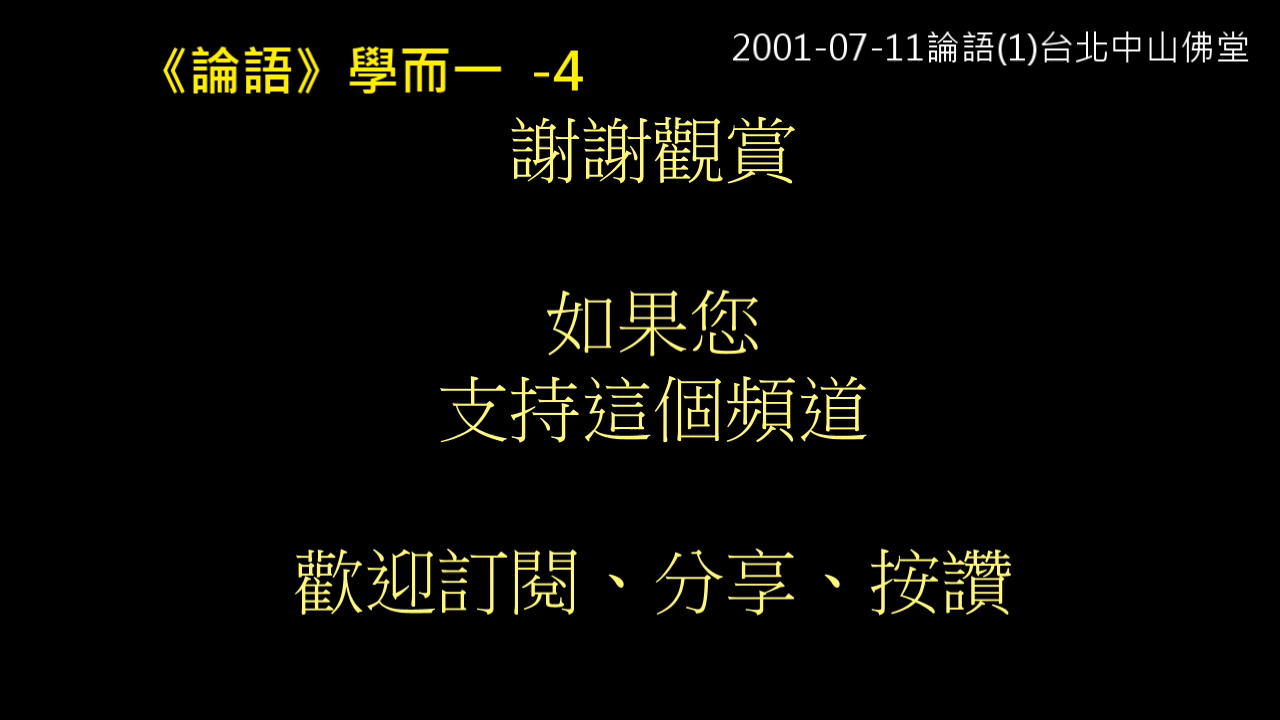 《論語》學而一 -4
2001-07-11論語(1)台北中山佛堂
謝謝觀賞
如果您
支持這個頻道
歡迎訂閱、分享、按讚